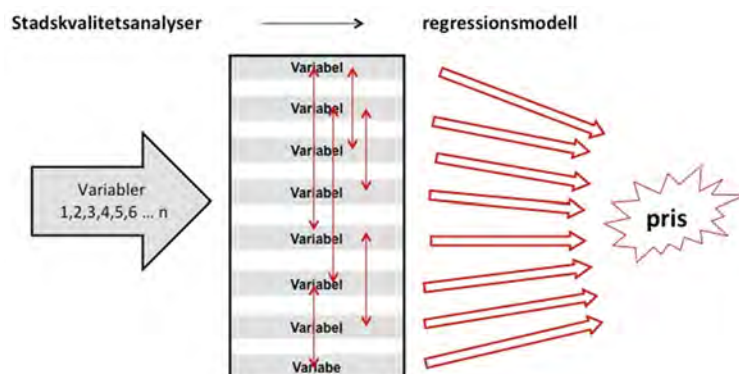 Stadskvalitetsanalyser
regressionsmodell
Variabler
1,2,3,4,5,6 ... n
Variabel
Variabel
Variabel
Variabel
Variabel
Variabel
Variabel
Variabe
pris